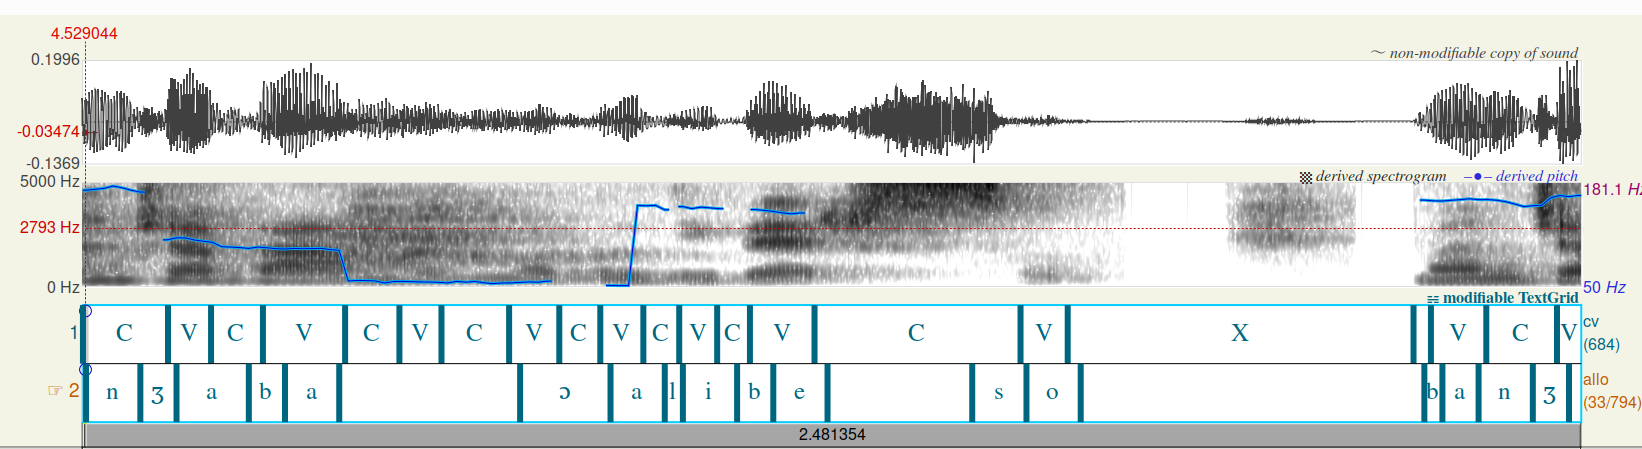 4.529044
0.1996
〜 non-modifiable copy of sound
-0.03474
-0.1369
5000 Hz
derived spectrogram –●– derived pitch
181.1 Hz
2793 Hz
0 Hz
50 Hz
modifiable TextGrid
1 C V C V C V C V C V C V C V C V X V C V
cv
(684)
☞ 2 n ʒ a b a ɔ a l i b e s o b a n ʒ
allo
(33/794)
2.481354